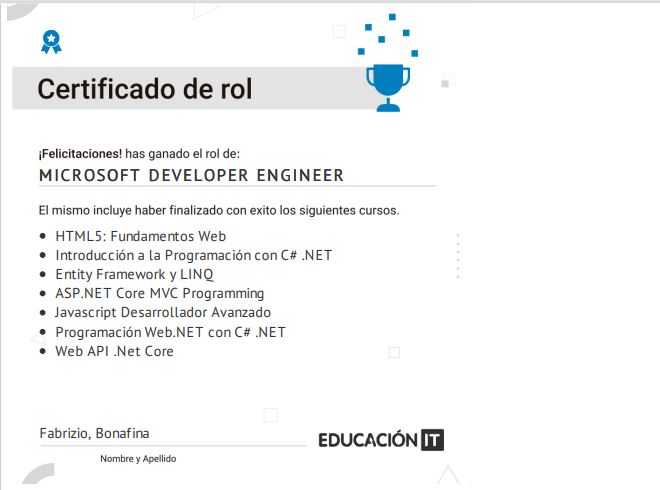 Certificado de rol
¡Felicitaciones! has ganado el rol de:
MICROSOFT DEVELOPER ENGINEER
El mismo incluye haber finalizado con exito los siguientes cursos.
• HTML5: Fundamentos Web
• Introducción a la Programación con C# .NET
• Entity Framework y LINQ
• ASP.NET Core MVC Programming
• Javascript Desarrollador Avanzado
• Programación Web.NET con C# .NET
• Web API .Net Core
Fabrizio, Bonafina
EDUCACIÓN IT
Nombre y Apellido